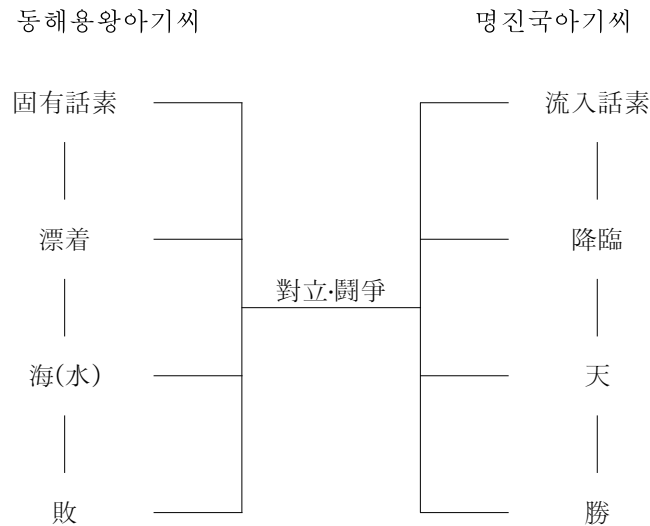 동해용왕아기씨 명진국아기씨
固有話素 流入話素
漂着 降臨
對立·鬪爭
海(水) 天
敗 勝